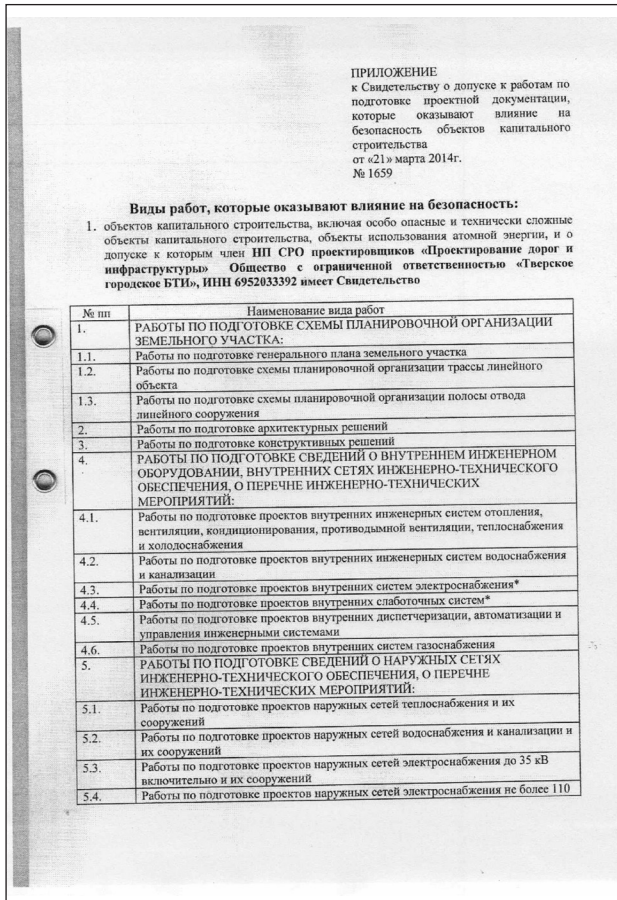 ПРИЛОЖЕНИЕ
к Свидетельству о допуске к работам по
подготовке проектной документации,
которые оказывают влияние на
безопасность объектов капитального
строительства
от «21» марта 2014г.
№ 1659
Виды работ, которые оказывают влияние на безопасность:
1. объектов капитального строительства, включая особо опасные и технически сложные
объекты капитального строительства, объекты использования атомной энергии, и о
допуске к которым член НП СРО проектировщиков «Проектирование дорог и
инфраструктуры» Общество с ограниченной ответственностью «Тверское
городское БТИ», ИНН 6952033392 имеет Свидетельство
№ пп Наименование вида работ
1. РАБОТЫ ПО ПОДГОТОВКЕ СХЕМЫ ПЛАНИРОВОЧНОЙ ОРГАНИЗАЦИИ
ЗЕМЕЛЬНОГО УЧАСТКА:
1.1. Работы по подготовке генерального плана земельного участка
1.2. Работы по подготовке схемы планировочной организации трассы линейного
объекта
1.3. Работы по подготовке схемы планировочной организации полосы отвода
линейного сооружения
2. Работы по подготовке архитектурных решений
3. Работы по подготовке конструктивных решений
4. РАБОТЫ ПО ПОДГОТОВКЕ СВЕДЕНИЙ О ВНУТРЕННЕМ ИНЖЕНЕРНОМ
ОБОРУДОВАНИИ, ВНУТРЕННИХ СЕТЯХ ИНЖЕНЕРНО-ТЕХНИЧЕСКОГО
ОБЕСПЕЧЕНИЯ, О ПЕРЕЧНЕ ИНЖЕНЕРНО-ТЕХНИЧЕСКИХ
МЕРОПРИЯТИЙ:
4.1. Работы по подготовке проектов внутренних инженерных систем отопления,
вентиляции, кондиционирования, противодымной вентиляции, теплоснабжения
и холодоснабжения
4.2. Работы по подготовке проектов внутренних инженерных систем водоснабжения
и канализации
4.3. Работы по подготовке проектов внутренних систем электроснабжения*
4.4. Работы по подготовке проектов внутренних слаботочных систем*
4.5. Работы по подготовке проектов внутренних диспетчеризации, автоматизации и
управления инженерными системами
4.6. Работы по подготовке проектов внутренних систем газоснабжения
5. РАБОТЫ ПО ПОДГОТОВКЕ СВЕДЕНИЙ О НАРУЖНЫХ СЕТЯХ
ИНЖЕНЕРНО-ТЕХНИЧЕСКОГО ОБЕСПЕЧЕНИЯ, О ПЕРЕЧНЕ
ИНЖЕНЕРНО-ТЕХНИЧЕСКИХ МЕРОПРИЯТИЙ:
5.1. Работы по подготовке проектов наружных сетей теплоснабжения и их
сооружений
5.2. Работы по подготовке проектов наружных сетей водоснабжения и канализации и
их сооружений
5.3. Работы по подготовке проектов наружных сетей электроснабжения до 35 кВ
включительно и их сооружений
5.4. Работы по подготовке проектов наружных сетей электроснабжения не более 110